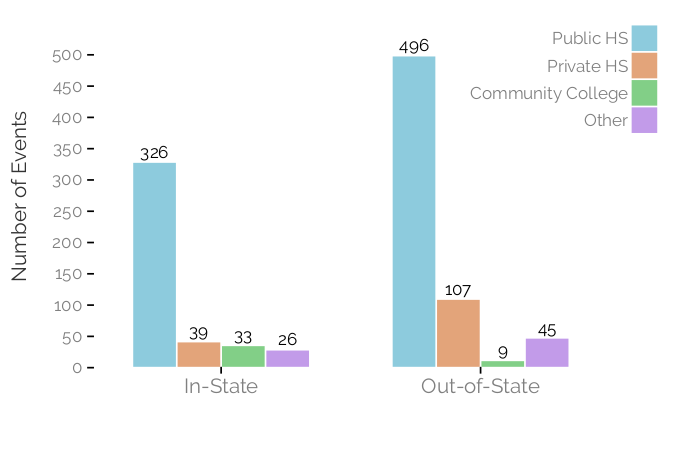 Public HS
Private HS
Community College
Other
Number of Events
500
450
400
350
300
250
200
150
100
50
0
326
39
33
26
496
107
9
45
In-State
Out-of-State